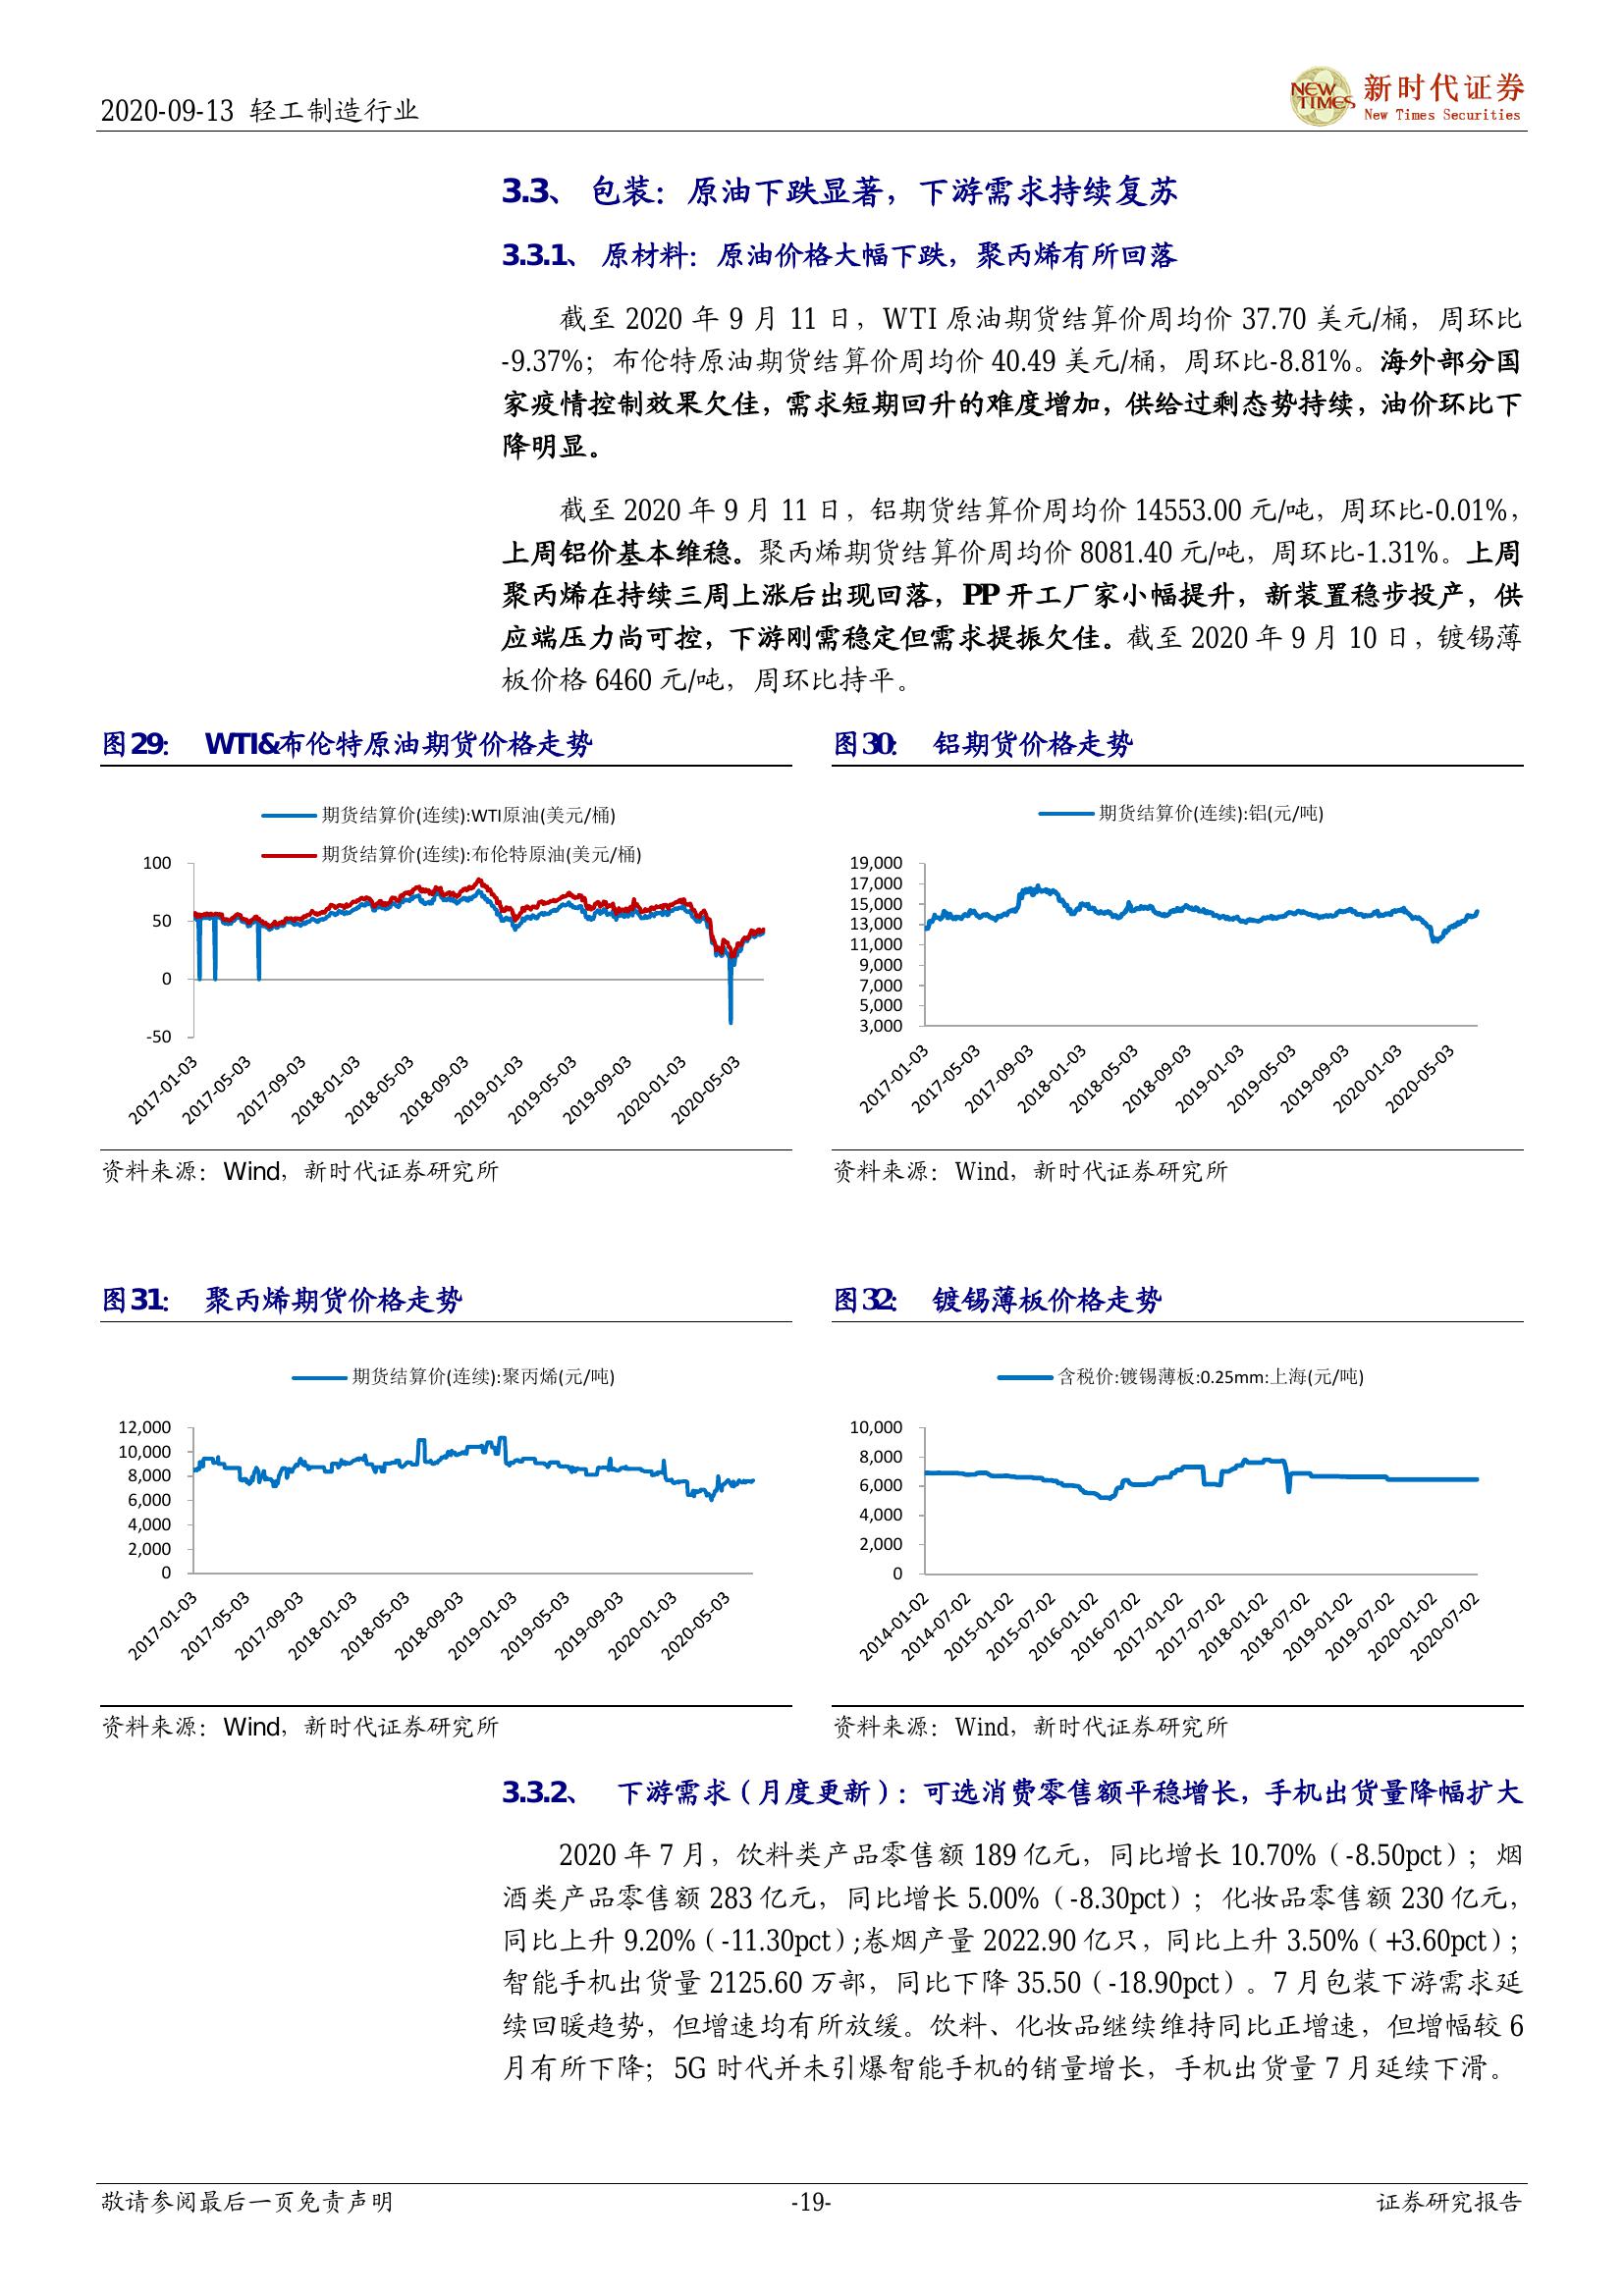 2020-09-13 轻工制造行业
NEW TIMES
新时代证券
New Times Securities
3.3、 包装：原油下跌显著，下游需求持续复苏
3.3.1、 原材料：原油价格大幅下跌，聚丙烯有所回落
截至 2020 年 9 月 11 日，WTI 原油期货结算价周均价 37.70 美元/桶，周环比
-9.37%；布伦特原油期货结算价周均价 40.49 美元/桶，周环比-8.81%。海外部分国
家疫情控制效果欠佳，需求短期回升的难度增加，供给过剩态势持续，油价环比下
降明显。
截至 2020 年 9 月 11 日，铝期货结算价周均价 14553.00 元/吨，周环比-0.01%，
上周铝价基本维稳。聚丙烯期货结算价周均价 8081.40 元/吨，周环比-1.31%。上周
聚丙烯在持续三周上涨后出现回落，PP 开工厂家小幅提升，新装置稳步投产，供
应端压力尚可控，下游刚需稳定但需求提振欠佳。截至 2020 年 9 月 10 日，镀锡薄
板价格 6460 元/吨，周环比持平。
图29： WTI&布伦特原油期货价格走势
期货结算价(连续):WTI原油(美元/桶)
期货结算价(连续):布伦特原油(美元/桶)
100
50
0
-50
2017-01-03
2017-05-03
2017-09-03
2018-01-03
2018-05-03
2018-09-03
2019-01-03
2019-05-03
2019-09-03
2020-01-03
2020-05-03
资料来源：Wind，新时代证券研究所
图30： 铝期货价格走势
期货结算价(连续):铝(元/吨)
19,000
17,000
15,000
13,000
11,000
9,000
7,000
5,000
3,000
2017-01-03
2017-05-03
2017-09-03
2018-01-03
2018-05-03
2018-09-03
2019-01-03
2019-05-03
2019-09-03
2020-01-03
2020-05-03
资料来源：Wind，新时代证券研究所
图31： 聚丙烯期货价格走势
期货结算价(连续):聚丙烯(元/吨)
12,000
10,000
8,000
6,000
4,000
2,000
0
2017-01-03
2017-05-03
2017-09-03
2018-01-03
2018-05-03
2018-09-03
2019-01-03
2019-05-03
2019-09-03
2020-01-03
2020-05-03
资料来源：Wind，新时代证券研究所
图32： 镀锡薄板价格走势
含税价:镀锡薄板:0.25mm:上海(元/吨)
10,000
8,000
6,000
4,000
2,000
0
2014-01-02
2014-07-02
2015-01-02
2015-07-02
2016-01-02
2016-07-02
2017-01-02
2017-07-02
2018-01-02
2018-07-02
2019-01-02
2019-07-02
2020-01-02
2020-07-02
资料来源：Wind，新时代证券研究所
3.3.2、 下游需求（月度更新）：可选消费零售额平稳增长，手机出货量降幅扩大
2020 年 7 月，饮料类产品零售额 189 亿元，同比增长 10.70%（-8.50pct）；烟
酒类产品零售额 283 亿元，同比增长 5.00%（-8.30pct）；化妆品零售额 230 亿元，
同比上升 9.20%（-11.30pct）;卷烟产量 2022.90 亿只，同比上升 3.50%（+3.60pct）；
智能手机出货量 2125.60 万部，同比下降 35.50（-18.90pct）。7 月包装下游需求延
续回暖趋势，但增速均有所放缓。饮料、化妆品继续维持同比正增速，但增幅较 6
月有所下降；5G 时代并未引爆智能手机的销量增长，手机出货量 7 月延续下滑。
敬请参阅最后一页免责声明
-19-
证券研究报告